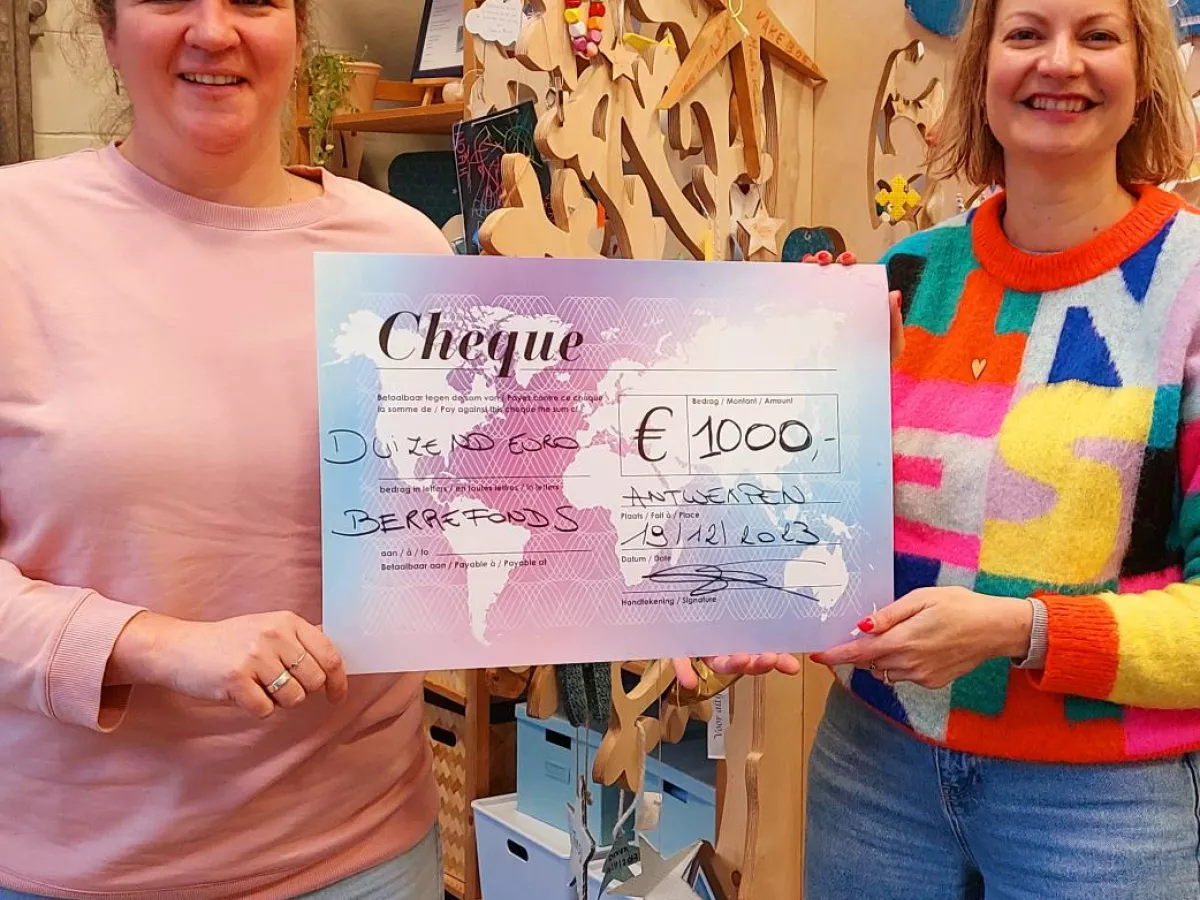 Cheque
Betaalbaar tegen de som van / Payez contre ce chèque
la somme de / Pay against this cheque the sum of
DUIZEND EURO
bedrag in letters / en toutes lettres / in letters
BERREFONDS
aan / à / to
Betaalbaar aan / Payable à / Payable at
Bedrag / Montant / Amount
€ 1000,-
ANTWERPEN
Plaats / Fait à / Place
19/12/2023
Datum / Date
Handtekening / Signature